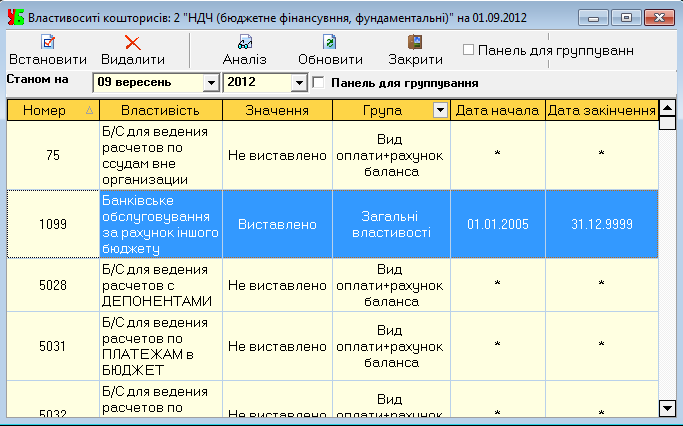 Властивості кошторисів: 2 "НДЧ (бюджетне фінансувння, фундаментальні)" на 01.09.2012
Встановити Видалити Аналіз Обновити Закрити Панель для группуванн
Станом на 09 вересень 2012 Панель для группування
Номер Властивість Значення Група Дата начала Дата закінчення
75 Б/С для ведения расчетов по ссудам вне организации Не виставлено Вид оплати+рахунок баланса * *
1099 Банківське обслуговування за рахунок іншого бюджету Виставлено Загальні властивості 01.01.2005 31.12.9999
5028 Б/С для ведения расчетов с ДЕПОНЕНТАМИ Не виставлено Вид оплати+рахунок баланса * *
5031 Б/С для ведения расчетов по ПЛАТЕЖАМ в БЮДЖЕТ Не виставлено Вид оплати+рахунок баланса * *
5032 Б/С для ведения расчетов по Не виставлено Вид оплати+рахунок * *